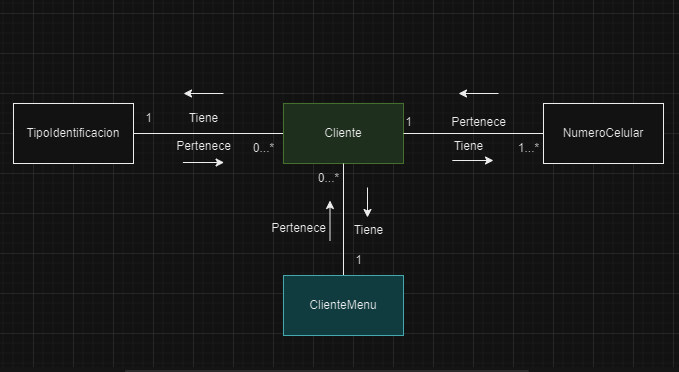 1
Tiene
TipoIdentificacion
Pertenece
0...*
Cliente
1
Pertenece
Tiene
1...*
NumeroCelular
0...*
Pertenece
Tiene
1
ClienteMenu